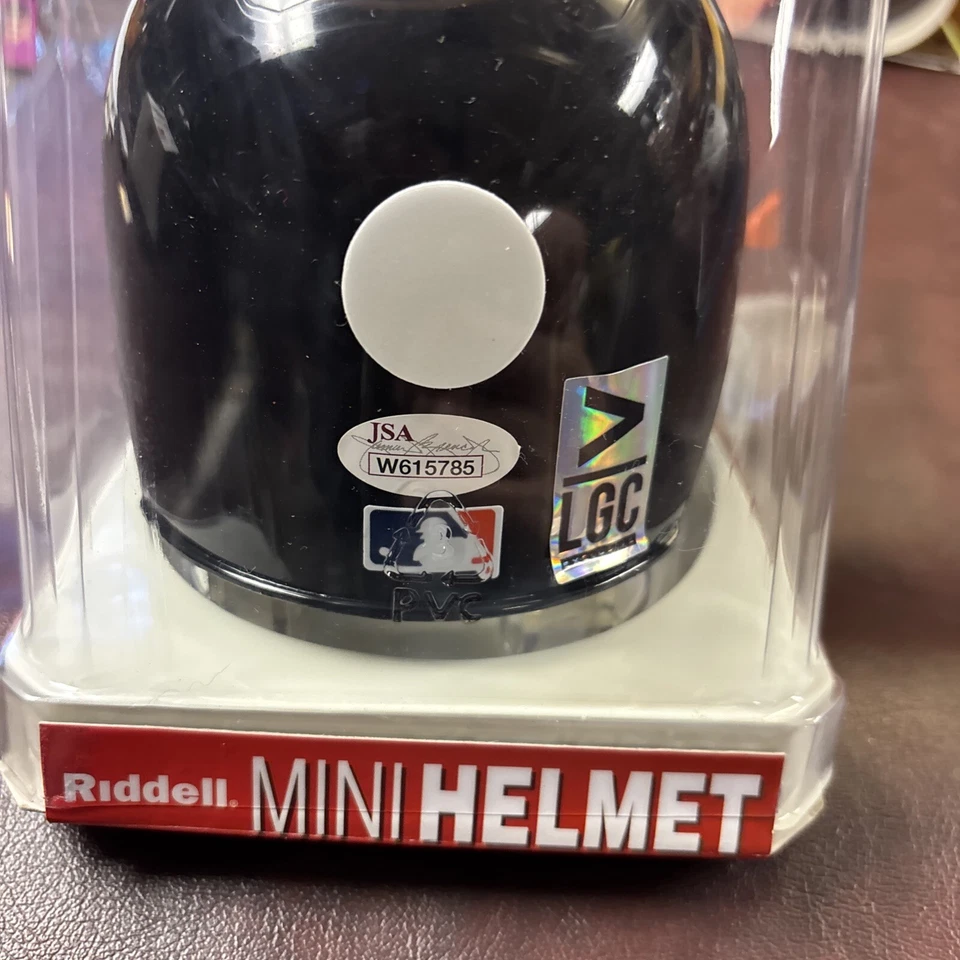 JSA
W615785
LGC
PVC
Riddell® MINI HELMET